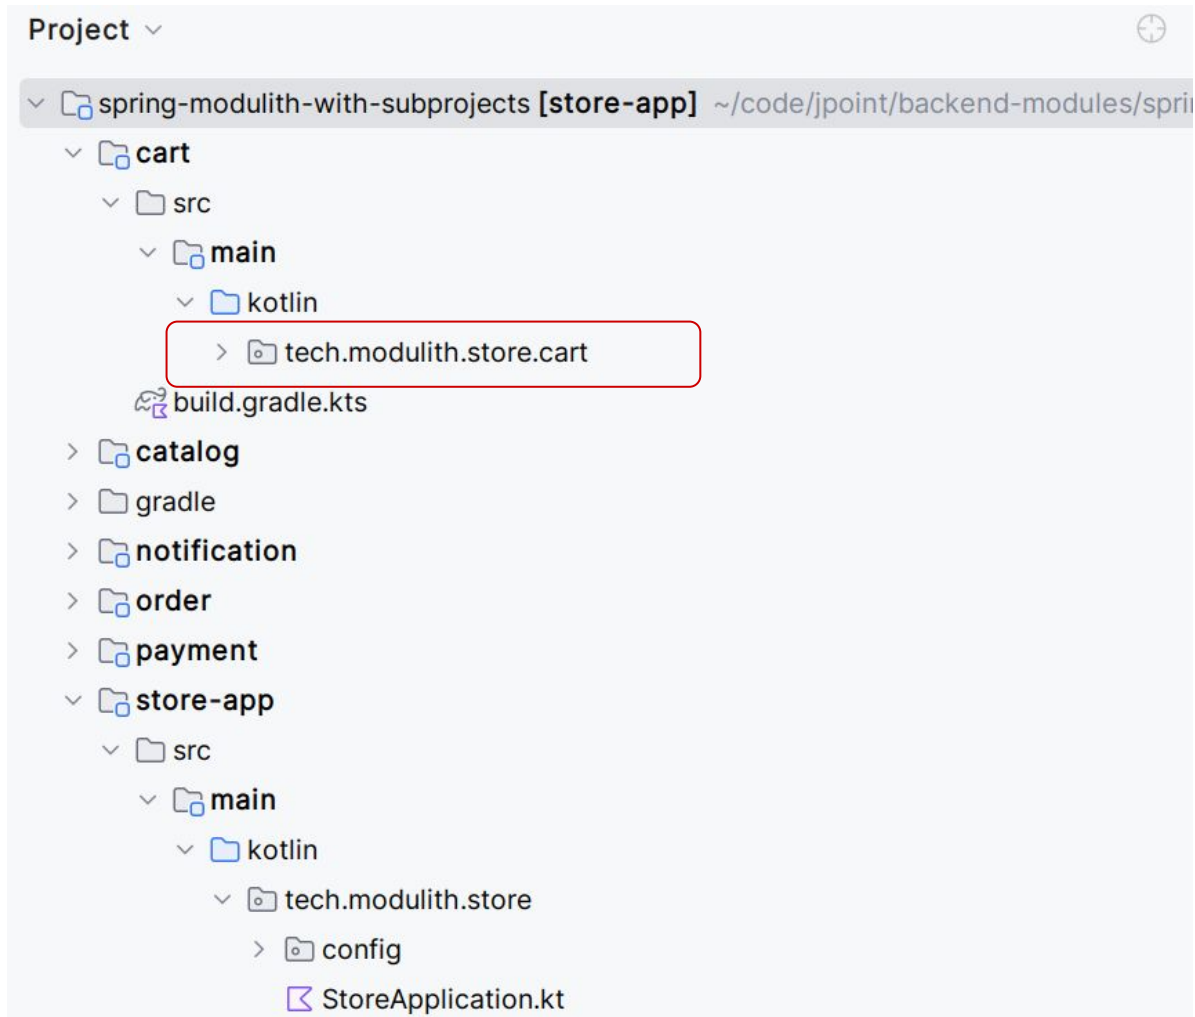 Project
spring-modulith-with-subprojects [store-app] ~/code/jpoint/backend-modules/sprin
cart
src
main
kotlin
tech.modulith.store.cart
build.gradle.kts
catalog
gradle
notification
order
payment
store-app
src
main
kotlin
tech.modulith.store
config
StoreApplication.kt